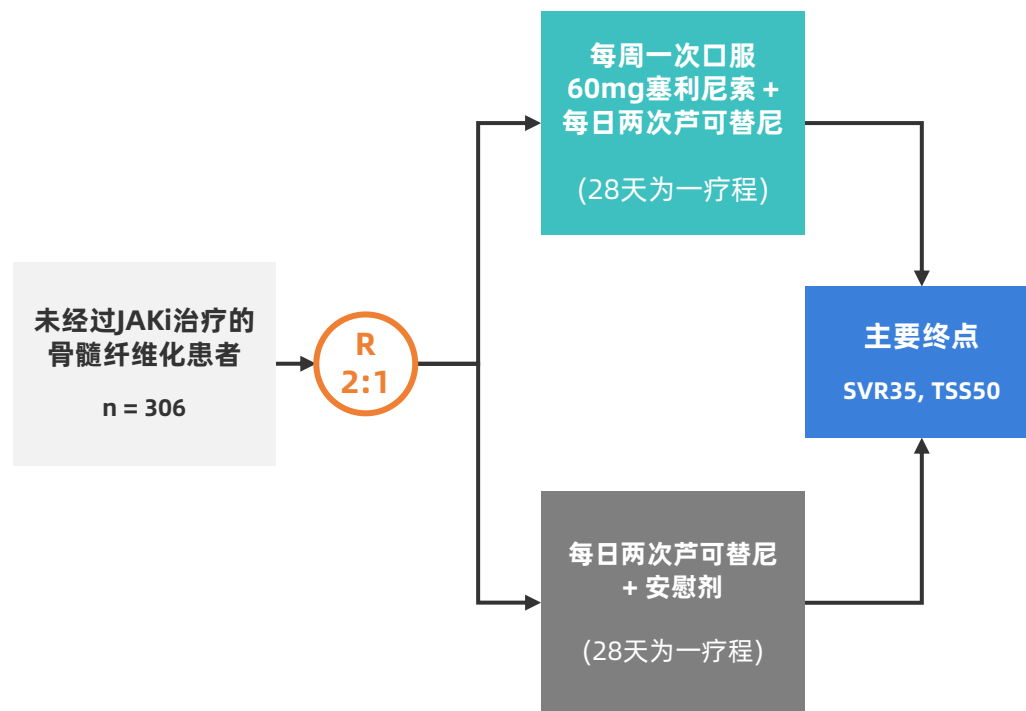 未经过JAKi治疗的
骨髓纤维化患者
n = 306
R
2:1
每周一次口服
60mg塞利尼索 +
每日两次芦可替尼
(28天为一疗程)
每日两次芦可替尼
+ 安慰剂
(28天为一疗程)
主要终点
SVR35, TSS50